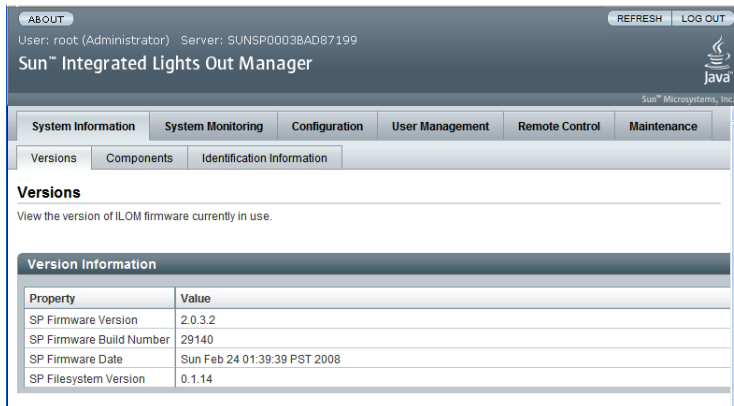 ABOUT REFRESH LOG OUT
User: root (Administrator) Server: SUNSP0003BAD87199
Sun™ Integrated Lights Out Manager
Java™
Sun™ Microsystems, Inc.
System Information System Monitoring Configuration User Management Remote Control Maintenance
Versions Components Identification Information
Versions
View the version of ILOM firmware currently in use.
Version Information
Property Value
SP Firmware Version 2.0.3.2
SP Firmware Build Number 29140
SP Firmware Date Sun Feb 24 01:39:39 PST 2008
SP Filesystem Version 0.1.14